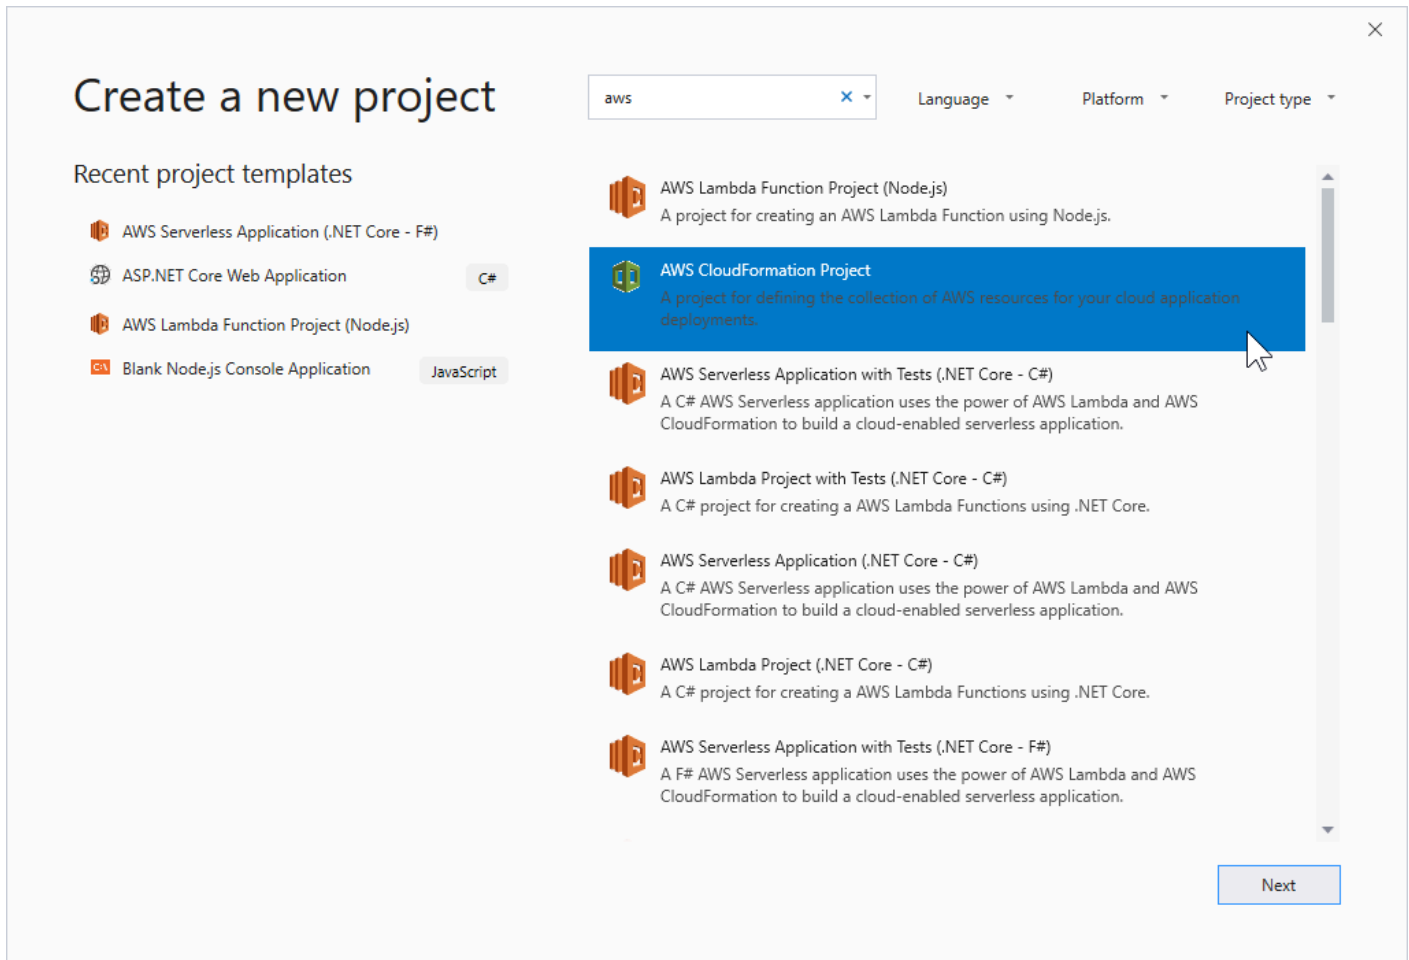 Create a new project
aws
Language
Platform
Project type
Recent project templates
AWS Serverless Application (.NET Core - F#)
ASP.NET Core Web Application
C#
AWS Lambda Function Project (Node.js)
Blank Node.js Console Application
JavaScript
AWS Lambda Function Project (Node.js)
A project for creating an AWS Lambda Function using Node.js.
AWS CloudFormation Project
A project for defining the collection of AWS resources for your cloud application
deployments.
AWS Serverless Application with Tests (.NET Core - C#)
A C# AWS Serverless application uses the power of AWS Lambda and AWS
CloudFormation to build a cloud-enabled serverless application.
AWS Lambda Project with Tests (.NET Core - C#)
A C# project for creating a AWS Lambda Functions using .NET Core.
AWS Serverless Application (.NET Core - C#)
A C# AWS Serverless application uses the power of AWS Lambda and AWS
CloudFormation to build a cloud-enabled serverless application.
AWS Lambda Project (.NET Core - C#)
A C# project for creating a AWS Lambda Functions using .NET Core.
AWS Serverless Application with Tests (.NET Core - F#)
A F# AWS Serverless application uses the power of AWS Lambda and AWS
CloudFormation to build a cloud-enabled serverless application.
Next